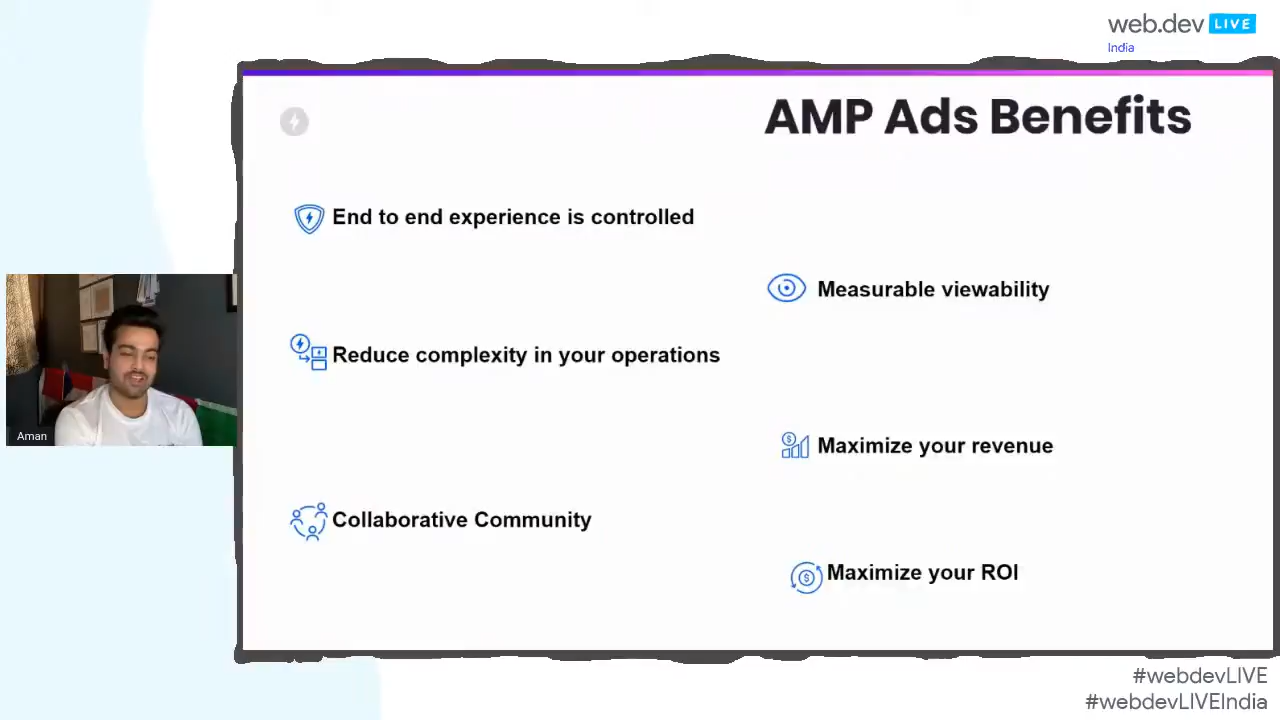 web.dev LIVE
India
AMP Ads Benefits
End to end experience is controlled
Measurable viewability
Reduce complexity in your operations
Maximize your revenue
Collaborative Community
Maximize your ROI
Aman
#webdevLIVE
#webdevLIVEIndia